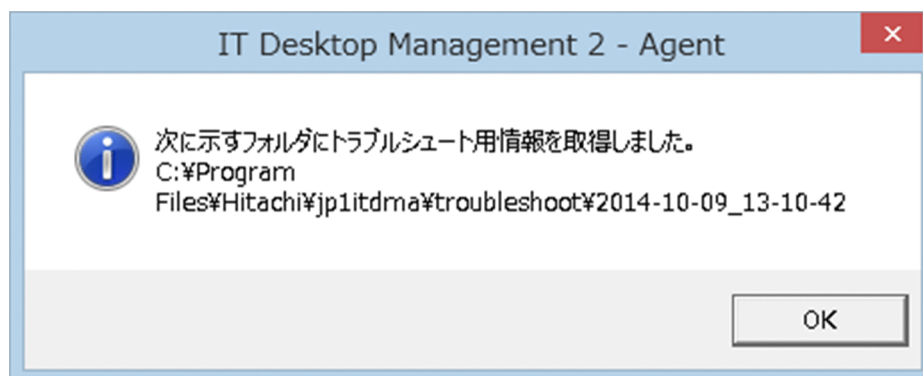 IT Desktop Management 2 - Agent
次に示すフォルダにトラブルシュート用情報を取得しました。
C:¥Program
Files¥Hitachi¥jp1itdma¥troubleshoot¥2014-10-09_13-10-42
OK